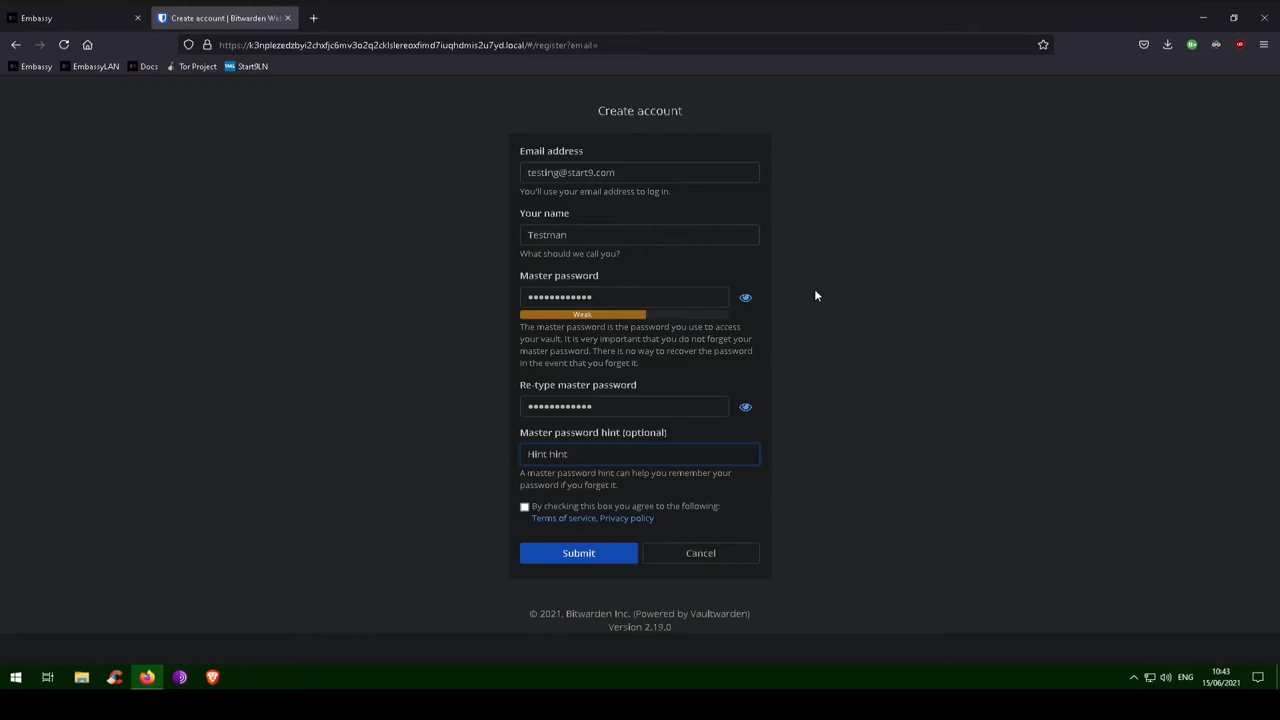 Embassy
Create account | Bitwarden We
https://k3nplezedzbyi2chxfjc6mv3o2q2cklslereoxfimd7iuqhdmis2u7yd.local/#/register?email=
Embassy EmbassyLAN Docs Tor Project Start9LN
Create account
Email address
testing@start9.com
You'll use your email address to log in.
Your name
Testman
What should we call you?
Master password
••••••••••••
Weak
The master password is the password you use to access
your vault. It is very important that you do not forget your
master password. There is no way to recover the password
in the event that you forget it.
Re-type master password
••••••••••••
Master password hint (optional)
Hint hint
A master password hint can help you remember your
password if you forget it.
By checking this box you agree to the following:
Terms of service, Privacy policy
Submit Cancel
© 2021, Bitwarden Inc. (Powered by Vaultwarden)
Version 2.19.0
ENG
10:43
15/06/2021